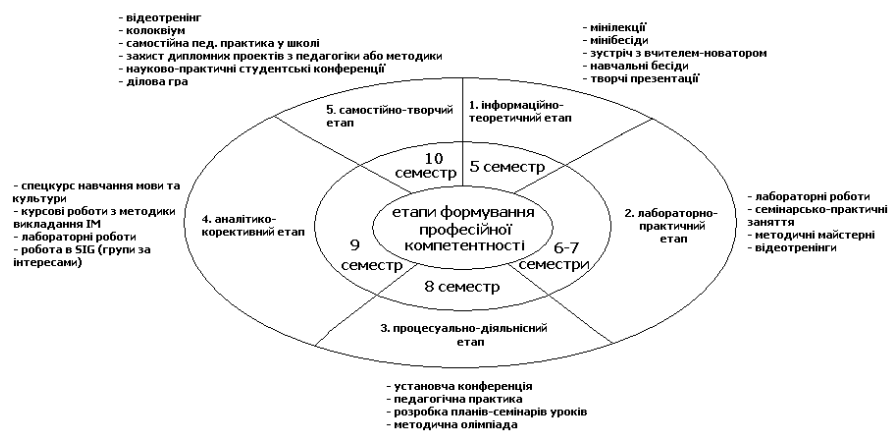 - відеотренінг
- колоквіум
- самостійна пед. практика у школі
- захист дипломних проектів з педагогіки або методики
- науково-практичні студентські конференції
- ділова гра
- мінілекції
- мінібесіди
- зустріч з вчителем-новатором
- навчальні бесіди
- творчі презентації
5. самостійно-творчий
етап
1. інформаційно-
теоретичний етап
10
семестр
5 семестр
- спецкурс навчання мови та
культури
- курсові роботи з методики
викладання ІМ
- лабораторні роботи
- робота в SIG (групи за
інтересами)
4. аналітико-
корективний етап
9
семестр
етапи формування
професійної
компетентності
6-7
семестри
2. лабораторно-
практичний
етап
- лабораторні роботи
- семінарсько-практичні
заняття
- методичні майстерні
- відеотренінги
8 семестр
3. процесуально-діяльнісний
етап
- установча конференція
- педагогічна практика
- розробка планів-семінарів уроків
- методична олімпіада